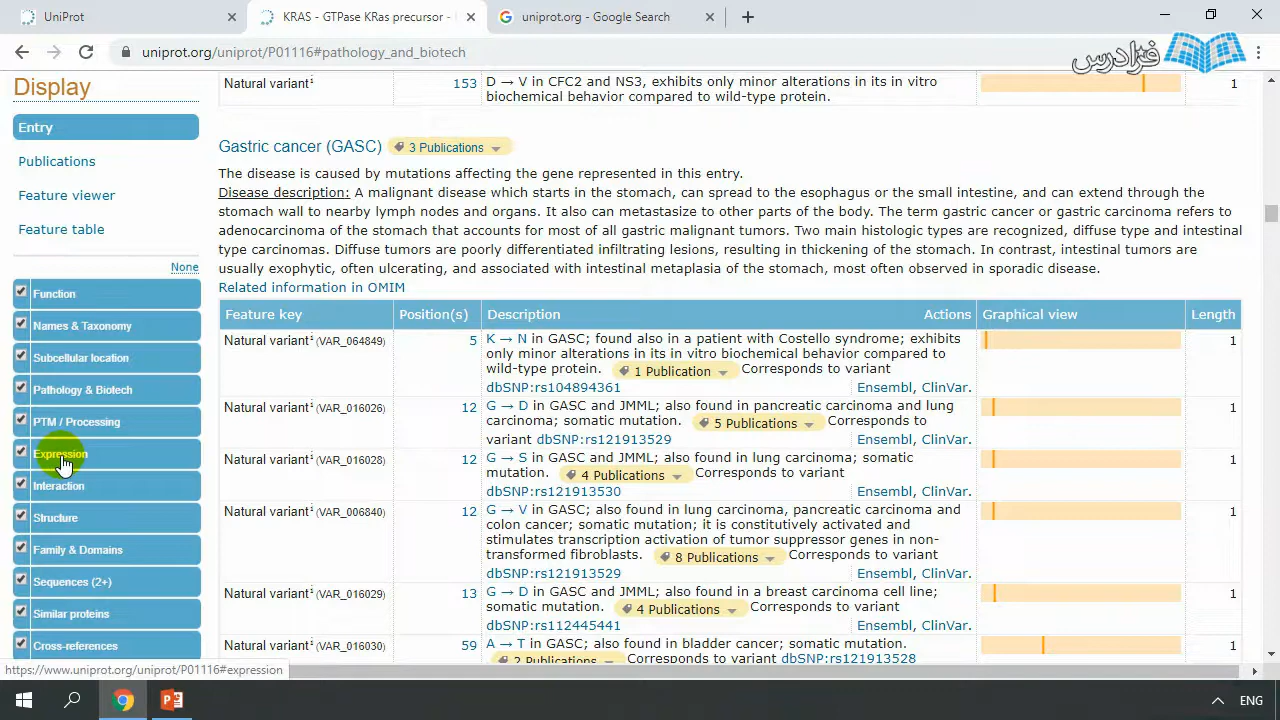 UniProt
KRAS - GTPase KRas precursor -
uniprot.org - Google Search
uniprot.org/uniprot/P01116#pathology_and_biotech
فرادرس
Display
Entry
Publications
Feature viewer
Feature table
None
Function
Names & Taxonomy
Subcellular location
Pathology & Biotech
PTM / Processing
Expression
Interaction
Structure
Family & Domains
Sequences (2+)
Similar proteins
Cross-references
Natural variantⁱ 153 D → V in CFC2 and NS3, exhibits only minor alterations in its in vitro 1
biochemical behavior compared to wild-type protein.
Gastric cancer (GASC) 3 Publications
The disease is caused by mutations affecting the gene represented in this entry.
Disease description: A malignant disease which starts in the stomach, can spread to the esophagus or the small intestine, and can extend through the
stomach wall to nearby lymph nodes and organs. It also can metastasize to other parts of the body. The term gastric cancer or gastric carcinoma refers to
adenocarcinoma of the stomach that accounts for most of all gastric malignant tumors. Two main histologic types are recognized, diffuse type and intestinal
type carcinomas. Diffuse tumors are poorly differentiated infiltrating lesions, resulting in thickening of the stomach. In contrast, intestinal tumors are
usually exophytic, often ulcerating, and associated with intestinal metaplasia of the stomach, most often observed in sporadic disease.
Related information in OMIM
Feature key Position(s) Description Actions Graphical view Length
Natural variantⁱ (VAR_064849) 5 K → N in GASC; found also in a patient with Costello syndrome; exhibits 1
only minor alterations in its in vitro biochemical behavior compared to
wild-type protein. 1 Publication Corresponds to variant
dbSNP:rs104894361 Ensembl, ClinVar.
Natural variantⁱ (VAR_016026) 12 G → D in GASC and JMML; also found in pancreatic carcinoma and lung 1
carcinoma; somatic mutation. 5 Publications Corresponds to
variant dbSNP:rs121913529 Ensembl, ClinVar.
Natural variantⁱ (VAR_016028) 12 G → S in GASC and JMML; also found in lung carcinoma; somatic 1
mutation. 4 Publications Corresponds to variant
dbSNP:rs121913530 Ensembl, ClinVar.
Natural variantⁱ (VAR_006840) 12 G → V in GASC; also found in lung carcinoma, pancreatic carcinoma and 1
colon cancer; somatic mutation; it is constitutively activated and
stimulates transcription activation of tumor suppressor genes in non-
transformed fibroblasts. 8 Publications Corresponds to variant
dbSNP:rs121913529 Ensembl, ClinVar.
Natural variantⁱ (VAR_016029) 13 G → D in GASC and JMML; also found in a breast carcinoma cell line; 1
somatic mutation. 4 Publications Corresponds to variant
dbSNP:rs112445441 Ensembl, ClinVar.
Natural variantⁱ (VAR_016030) 59 A → T in GASC; also found in bladder cancer; somatic mutation. 1
2 Publications Corresponds to variant dbSNP:rs121913528
https://www.uniprot.org/uniprot/P01116#expression
ENG